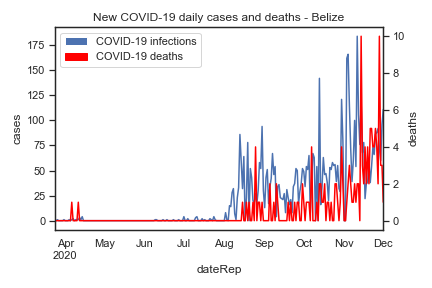 New COVID-19 daily cases and deaths - Belize
COVID-19 infections
COVID-19 deaths
cases
175
150
125
100
75
50
25
0
deaths
10
8
6
4
2
0
Apr May Jun Jul Aug Sep Oct Nov Dec
2020
dateRep